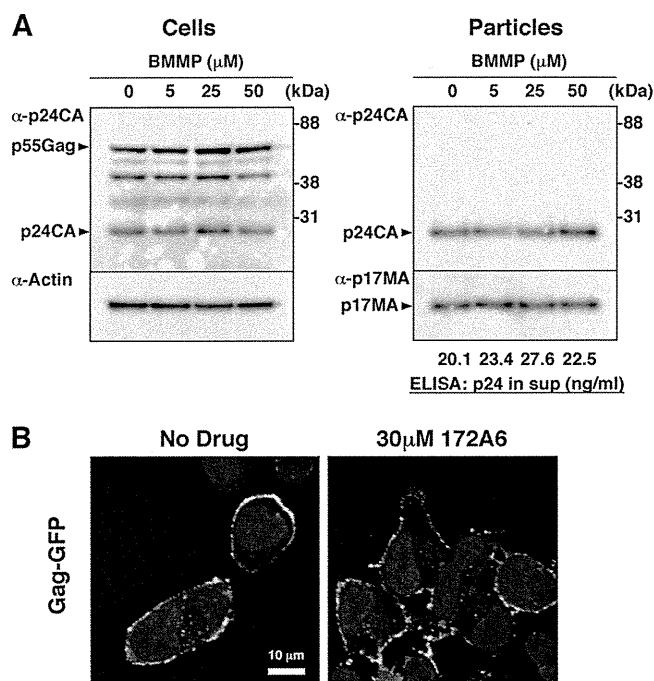 A
Cells
Particles
BMMP (μM)
BMMP (μM)
0 5 25 50 (kDa)
0 5 25 50 (kDa)
α-p24CA
-88
p55Gag
-38
-31
p24CA
α-Actin
α-p24CA
-88
-38
-31
p24CA
α-p17MA
p17MA
20.1 23.4 27.6 22.5
ELISA: p24 in sup (ng/ml)
B
No Drug
30μM 172A6
Gag-GFP
10 μm